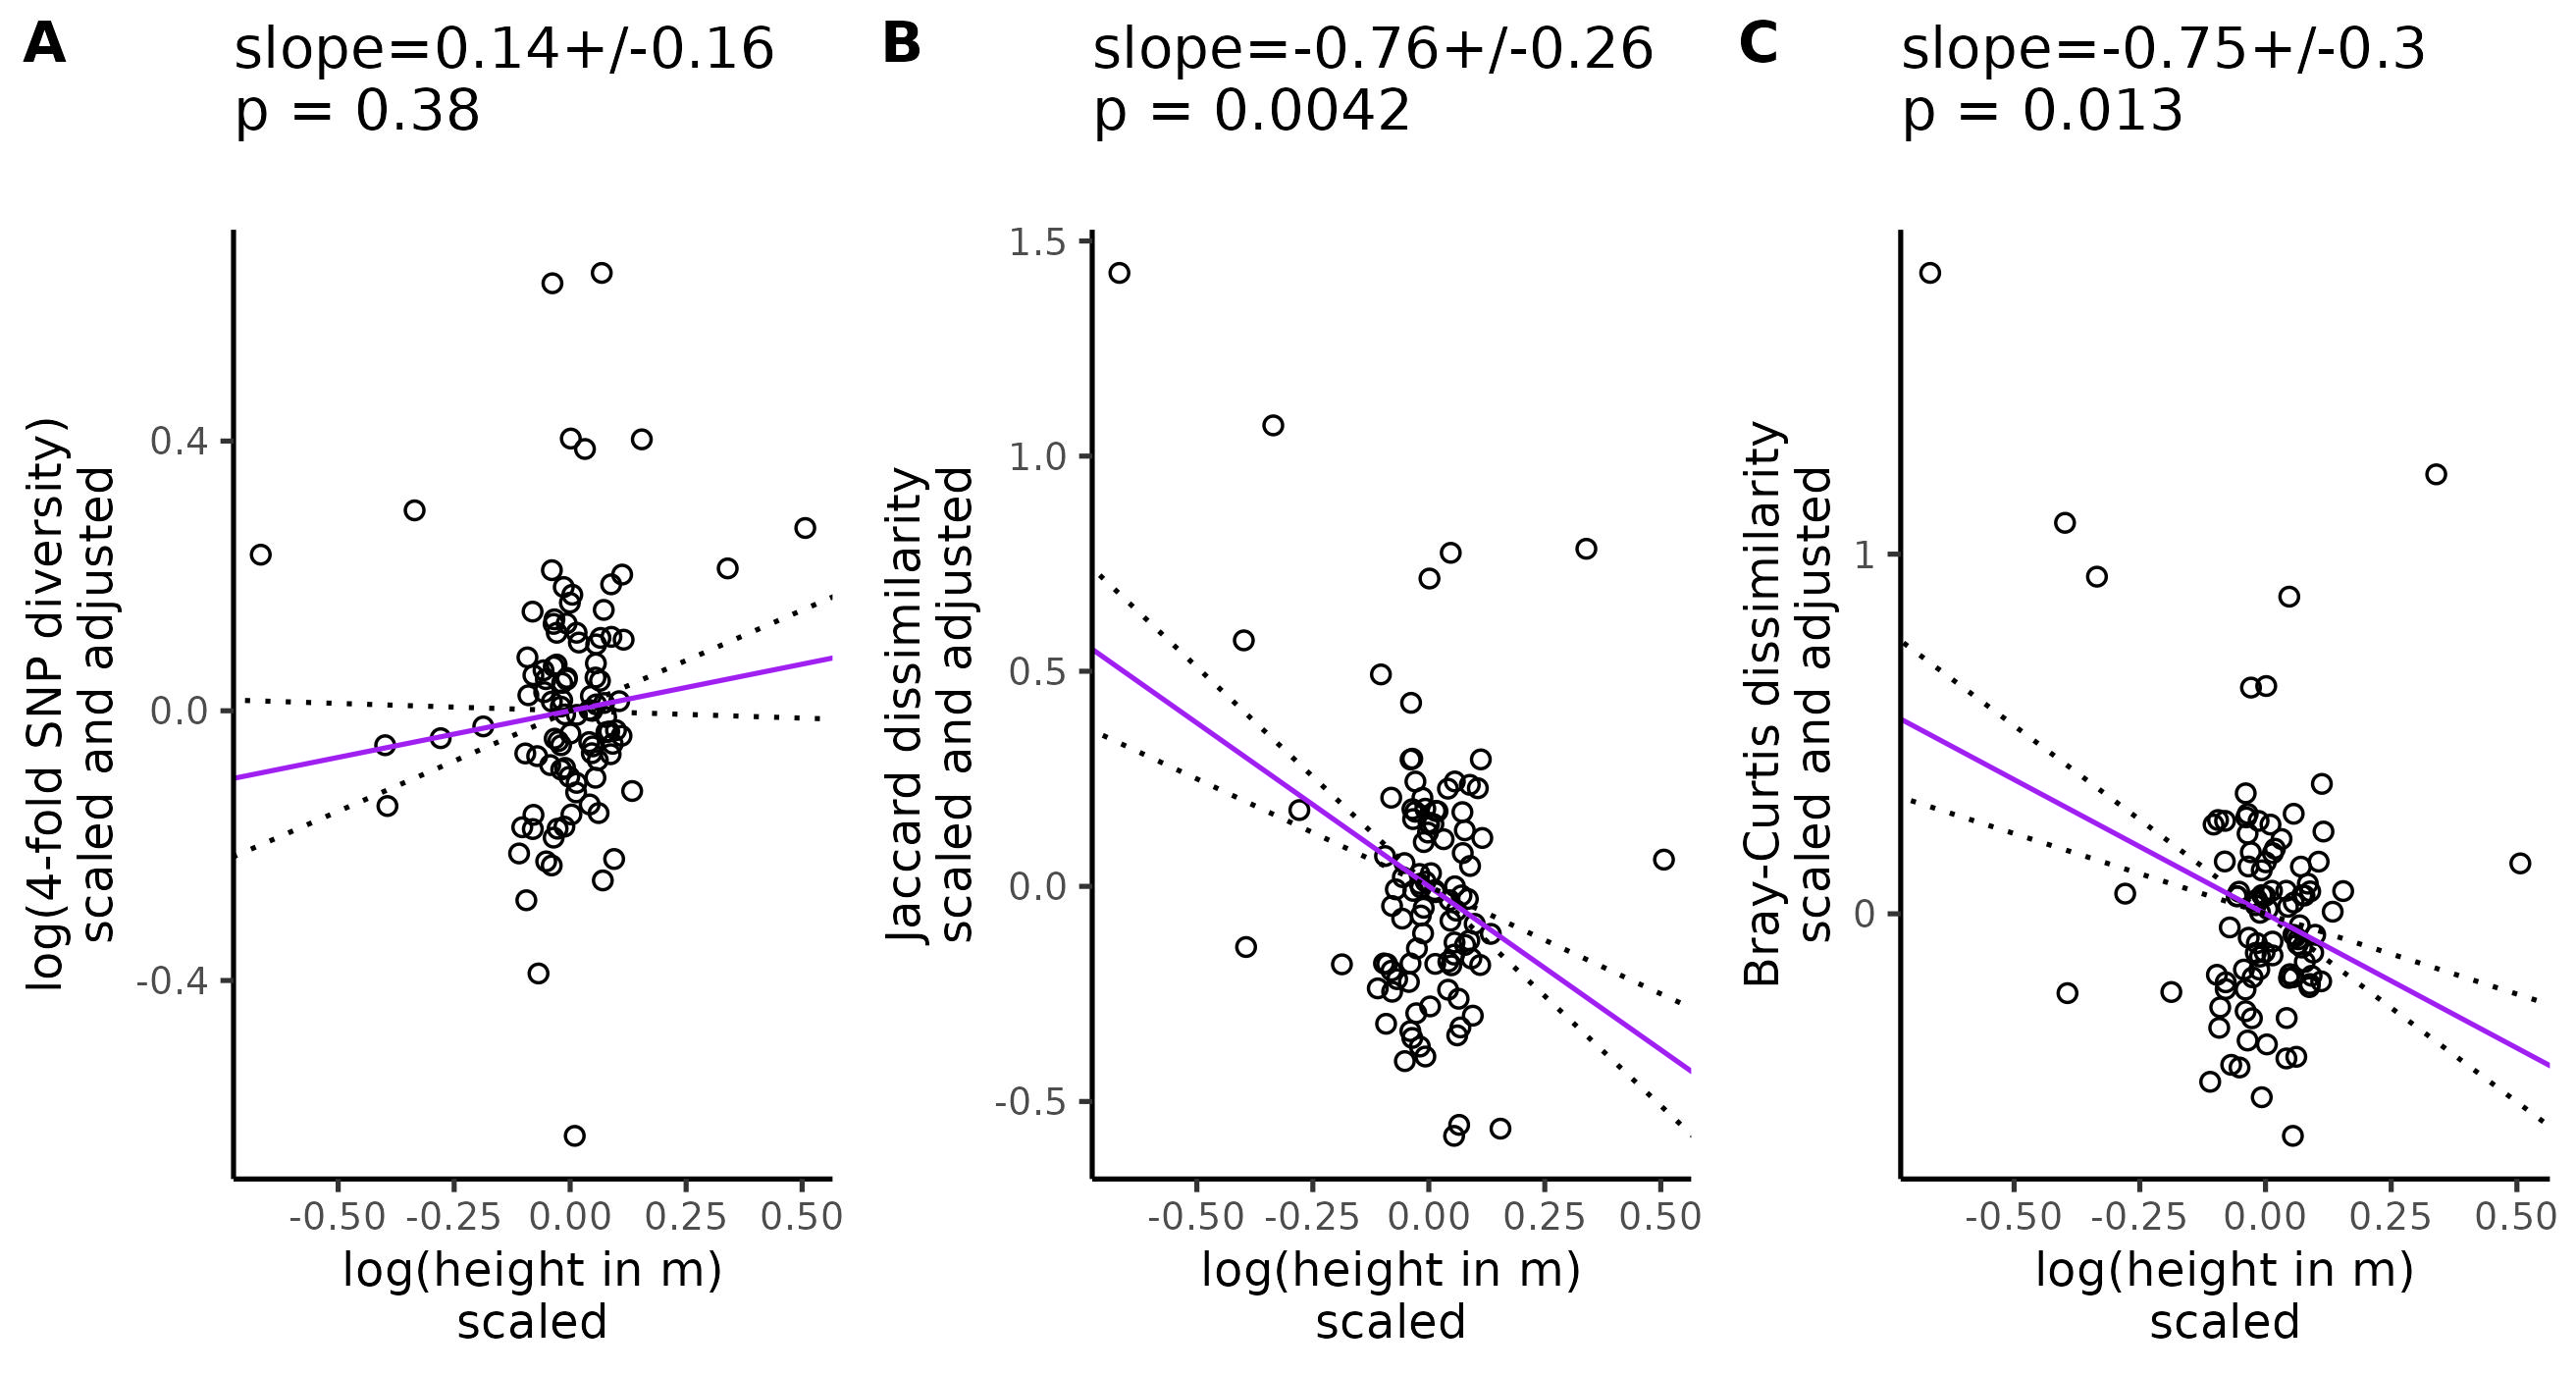 A
slope=0.14+/-0.16
p = 0.38
log(4-fold SNP diversity)
scaled and adjusted
0.4
0.0
-0.4
-0.50 -0.25 0.00 0.25 0.50
log(height in m)
scaled
B
slope=-0.76+/-0.26
p = 0.0042
Jaccard dissimilarity
scaled and adjusted
1.5
1.0
0.5
0.0
-0.5
-0.50 -0.25 0.00 0.25 0.50
log(height in m)
scaled
C
slope=-0.75+/-0.3
p = 0.013
Bray-Curtis dissimilarity
scaled and adjusted
1
0
-0.50 -0.25 0.00 0.25 0.50
log(height in m)
scaled